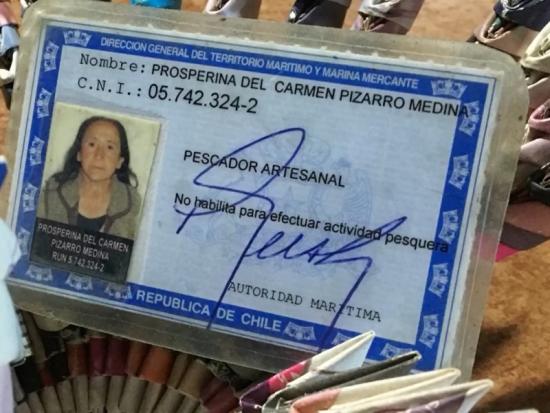 DIRECCION GENERAL DEL TERRITORIO MARITIMO Y MARINA MERCANTE
Nombre: PROSPERINA DEL CARMEN PIZARRO MEDINA
C.N.I.: 05.742.324-2
PESCADOR ARTESANAL
No habilita para efectuar actividad pesquera
PROSPERINA DEL CARMEN
PIZARRO MEDINA
RUN 5.742.324-2
AUTORIDAD MARITIMA
REPUBLICA DE CHILE